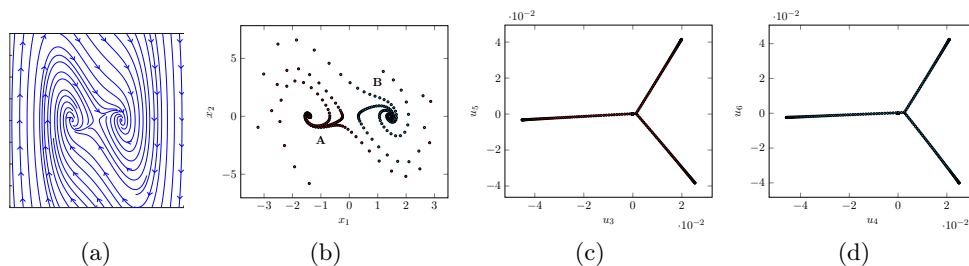 5
0
−5
x₂
A
B
−3 −2 −1 0 1 2 3
x₁
·10⁻²
4
2
0
−2
−4
u₅
−4 −2 0 2
u₃
·10⁻²
·10⁻²
4
2
0
−2
−4
u₆
−4 −2 0 2
u₄
·10⁻²
(a) (b) (c) (d)